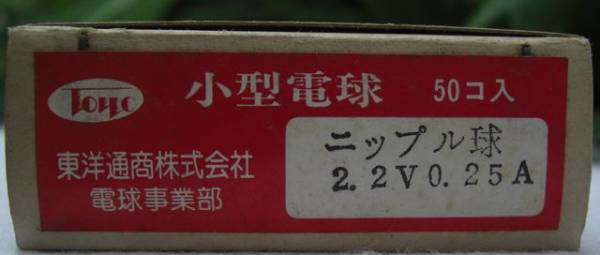 Toyo
小型電球 50コ入
東洋通商株式会社
電球事業部
ニップル球
2.2V0.25A